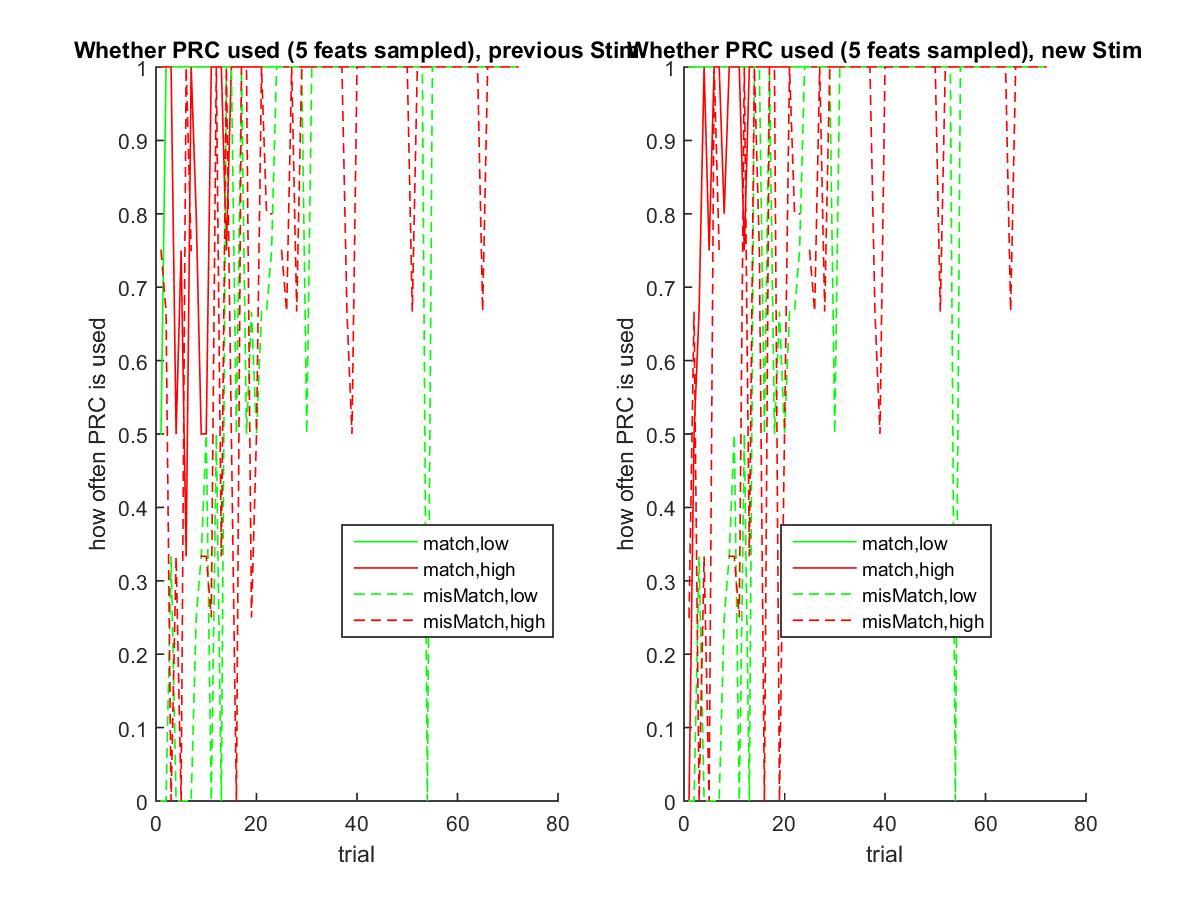 Whether PRC used (5 feats sampled), previous Stim
Whether PRC used (5 feats sampled), new Stim
how often PRC is used
1
0.9
0.8
0.7
0.6
0.5
0.4
0.3
0.2
0.1
0
match,low
match,high
misMatch,low
misMatch,high
0 20 40 60 80
trial
how often PRC is used
1
0.9
0.8
0.7
0.6
0.5
0.4
0.3
0.2
0.1
0
match,low
match,high
misMatch,low
misMatch,high
0 20 40 60 80
trial